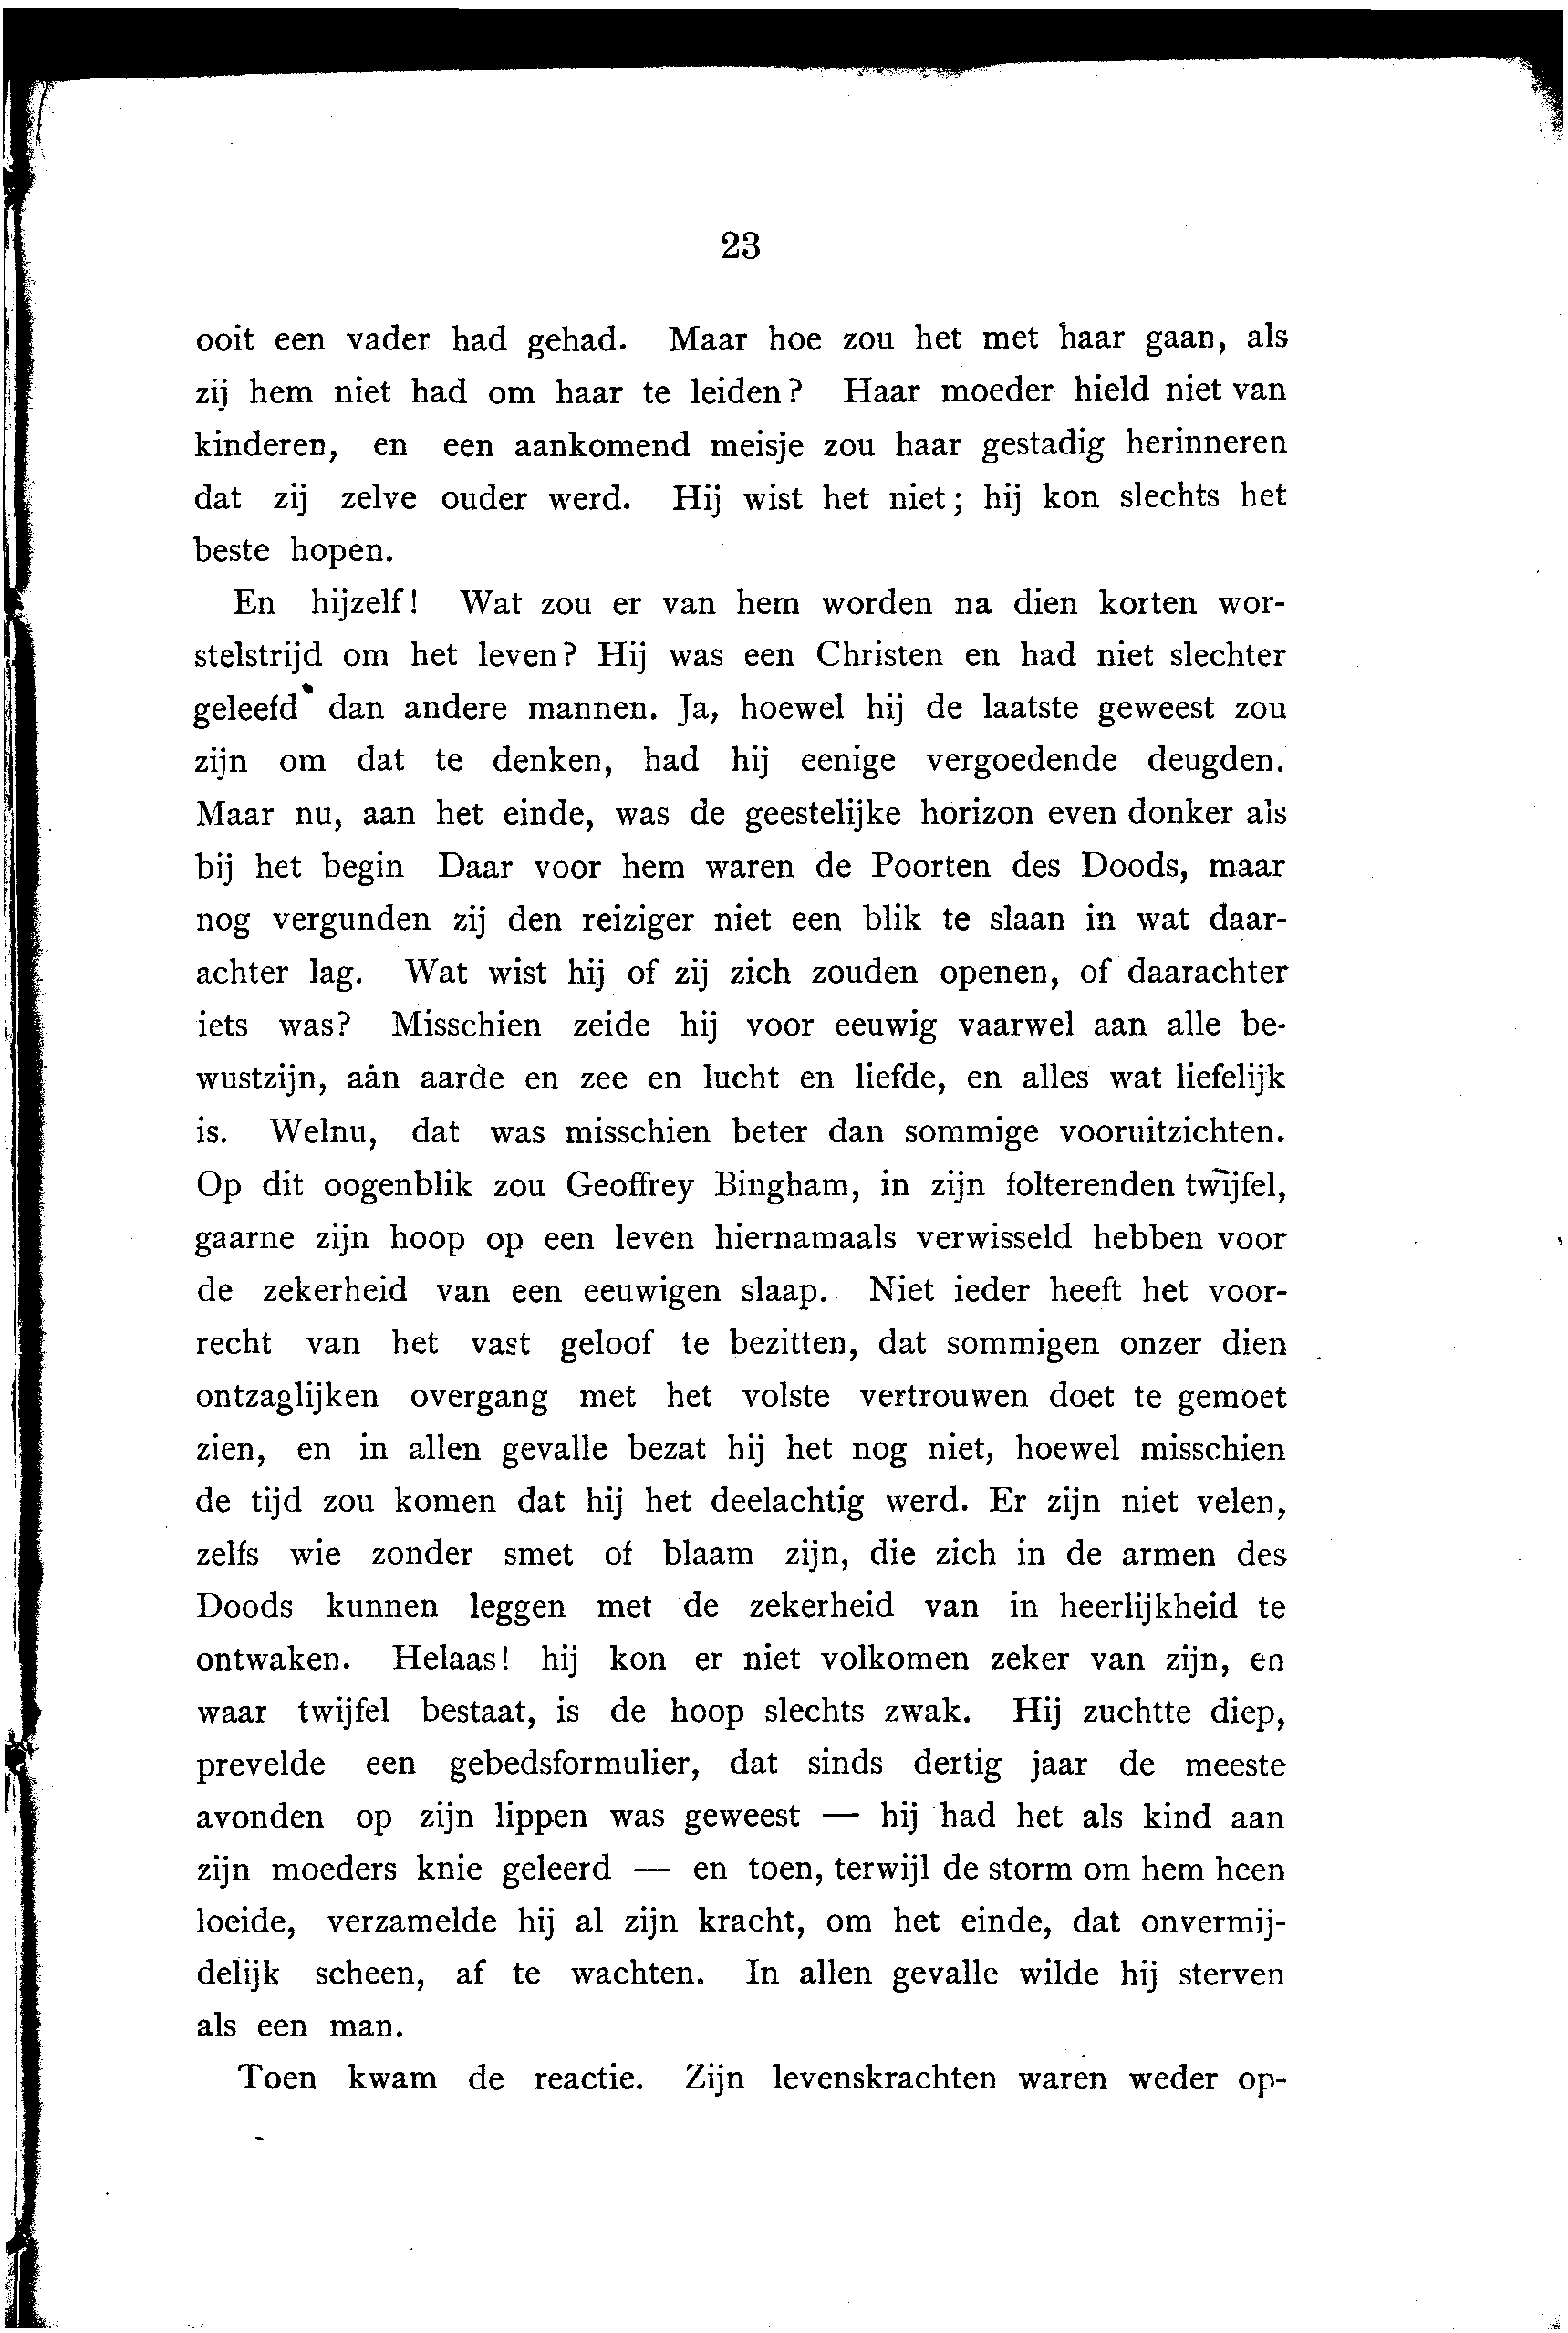 23
ooit een vader had gehad. Maar hoe zou het met haar gaan, als
zij hem niet had om haar te leiden? Haar moeder hield niet van
kinderen, en een aankomend meisje zou haar gestadig herinneren
dat zij zelve ouder werd. Hij wist het niet; hij kon slechts het
beste hopen.
En hijzelf! Wat zou er van hem worden na dien korten wor-
stelstrijd om het leven? Hij was een Christen en had niet slechter
geleefd dan andere mannen. Ja, hoewel hij de laatste geweest zou
zijn om dat te denken, had hij eenige vergoedende deugden.
Maar nu, aan het einde, was de geestelijke horizon even donker als
bij het begin Daar voor hem waren de Poorten des Doods, maar
nog vergunden zij den reiziger niet een blik te slaan in wat daar-
achter lag. Wat wist hij of zij zich zouden openen, of daarachter
iets was? Misschien zeide hij voor eeuwig vaarwel aan alle be-
wustzijn, aan aarde en zee en lucht en liefde, en alles wat liefelijk
is. Welnu, dat was misschien beter dan sommige vooruitzichten.
Op dit oogenblik zou Geoffrey Bingham, in zijn folterenden twijfel,
gaarne zijn hoop op een leven hiernamaals verwisseld hebben voor
de zekerheid van een eeuwigen slaap. Niet ieder heeft het voor-
recht van het vast geloof te bezitten, dat sommigen onzer dien
ontzaglijken overgang met het volste vertrouwen doet te gemoet
zien, en in allen gevalle bezat hij het nog niet, hoewel misschien
de tijd zou komen dat hij het deelachtig werd. Er zijn niet velen,
zelfs wie zonder smet of blaam zijn, die zich in de armen des
Doods kunnen leggen met de zekerheid van in heerlijkheid te
ontwaken. Helaas! hij kon er niet volkomen zeker van zijn, en
waar twijfel bestaat, is de hoop slechts zwak. Hij zuchtte diep,
prevelde een gebedsformulier, dat sinds dertig jaar de meeste
avonden op zijn lippen was geweest — hij had het als kind aan
zijn moeders knie geleerd — en toen, terwijl de storm om hem heen
loeide, verzamelde hij al zijn kracht, om het einde, dat onvermij-
delijk scheen, af te wachten. In allen gevalle wilde hij sterven
als een man.
Toen kwam de reactie. Zijn levenskrachten waren weder op-